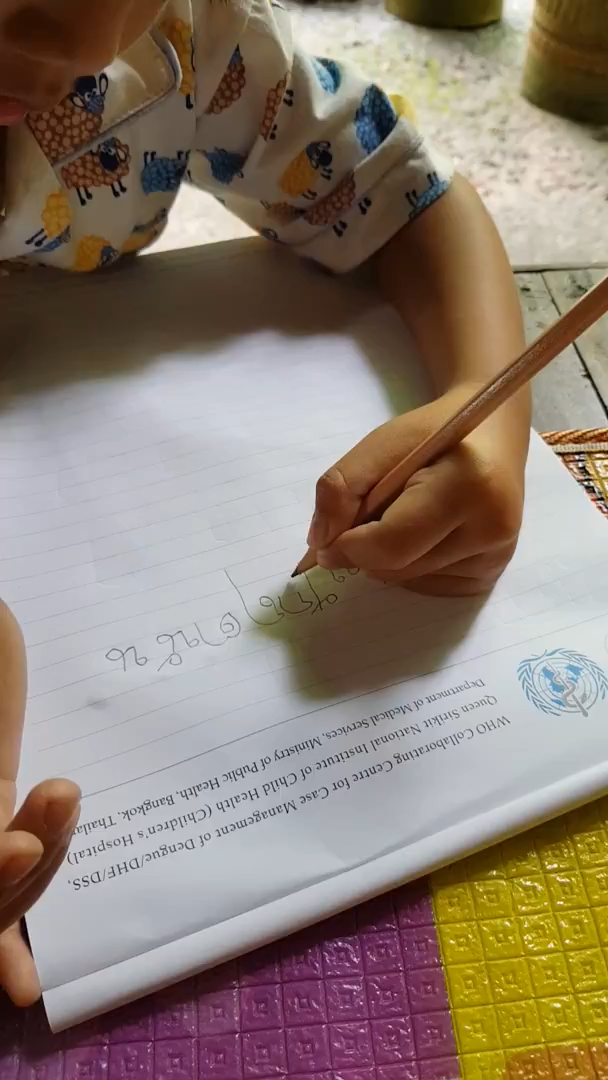 WHO Collaborating Centre for Case Management of Dengue/DHF/DSS,
Queen Sirikit National Institute of Child Health (Children's Hospital)
Department of Medical Services, Ministry of Public Health, Bangkok,